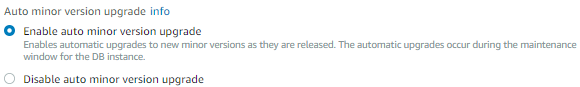 Auto minor version upgrade info
Enable auto minor version upgrade
Enables automatic upgrades to new minor versions as they are released. The automatic upgrades occur during the maintenance
window for the DB instance.
Disable auto minor version upgrade